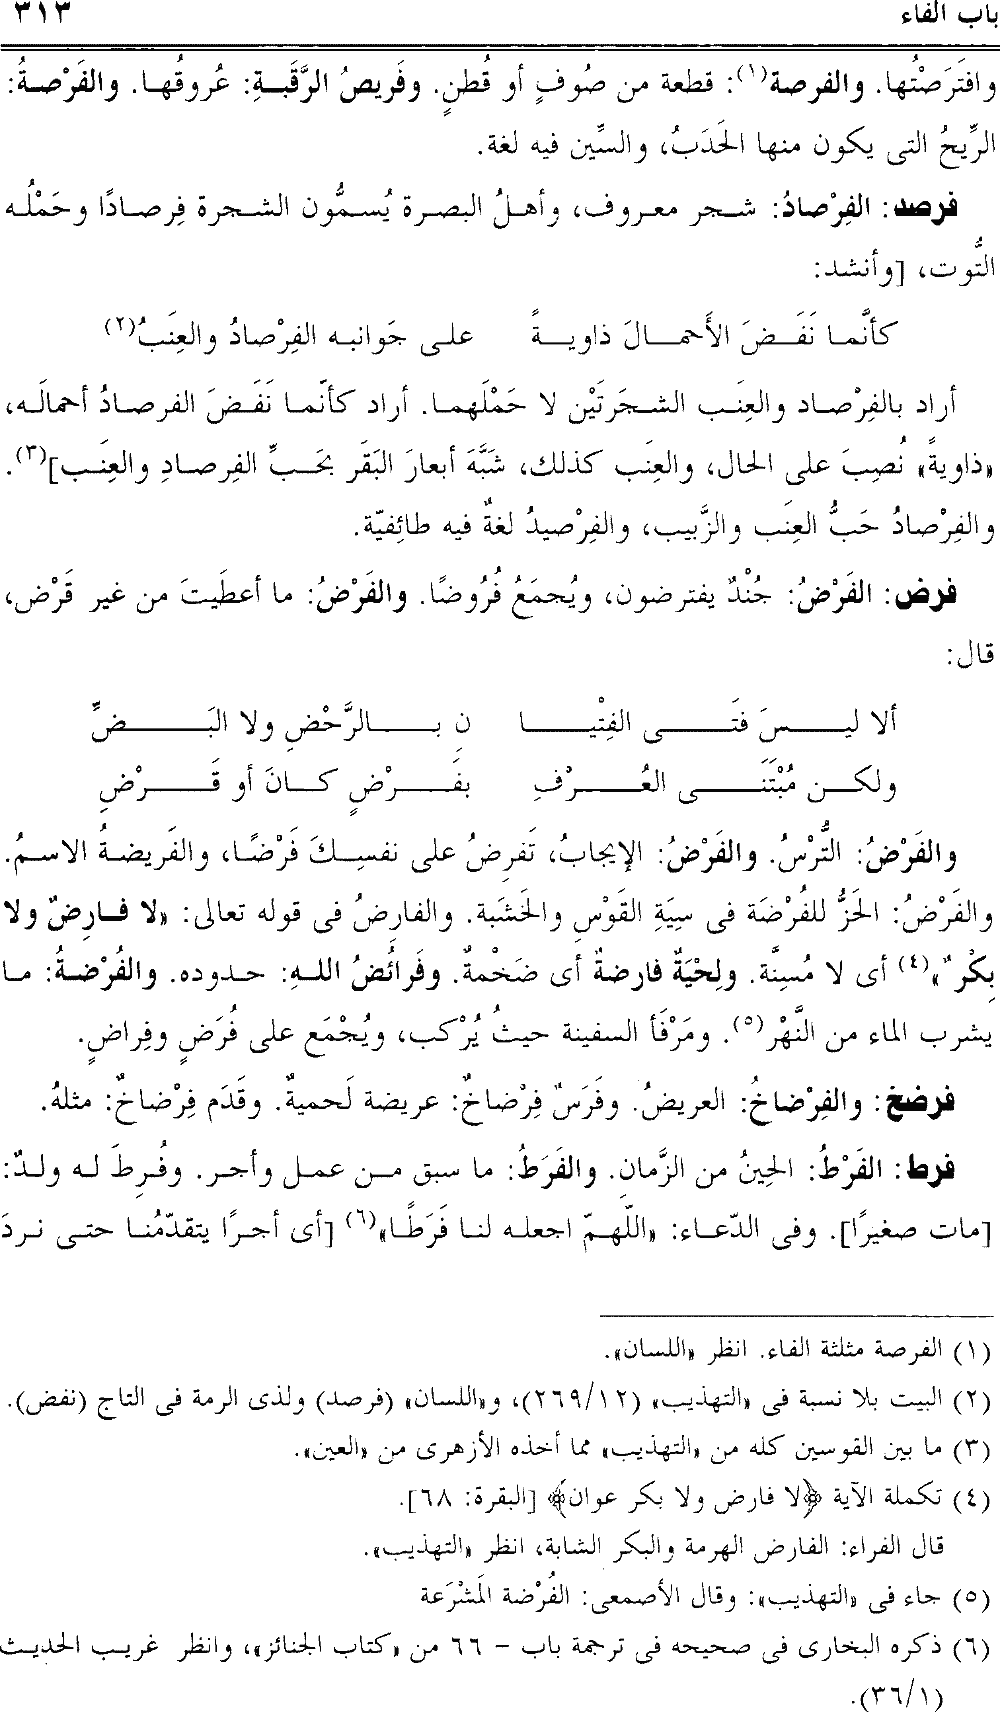 باب الفاء ٣١٣
وافتَرَصْتُها. والفرصة(١): قطعة من صُوفٍ أو قُطنٍ. وفَريصُ الرَّقَبةِ: عُروقُها. والفَرْصةُ:
الرِّيحُ التى يكون منها الحَدَبُ، والسِّين فيه لغة.
فرصد: الفِرْصادُ: شجر معروف، وأهلُ البصرة يُسمُّون الشجرة فِرصادًا وحَمْلُه
التُّوت، [وأنشد:
كأنَّما نَفَضَ الأَحمالَ ذاويةً على جَوانبه الفِرْصادُ والعِنَبُ(٢)
أراد بالفِرْصاد والعِنَب الشجرَتَيْن لا حَمْلَهما. أراد كأنّما نَفَضَ الفرصادُ أحمالَه،
«ذاويةً» نُصِبَ على الحال، والعِنَب كذلك، شَبَّهَ أبعارَ البَقَر بحَبِّ الفِرصادِ والعِنَب](٣).
والفِرْصادُ حَبُّ العِنَب والزَّبيب، والفِرْصيدُ لغةٌ فيه طائِفيّة.
فرض: الفَرْضُ: جُنْدٌ يفترضون، ويُجمَعُ فُرُوضًا. والفَرْضُ: ما أعطَيتَ من غير قَرْض،
قال:
ألا ليسَ فَتَى الفِتْيا نِ بالرَّحْضِ ولا البَضِّ
ولكن مُبْتَنَى العُرْفِ بفَرْضٍ كانَ أو قَرْضِ
والفَرْضُ: التُّرْسُ. والفَرْضُ: الإيجابُ، تَفرِضُ على نفسِكَ فَرْضًا، والفَريضةُ الاسمُ.
والفَرْضُ: الحَزُّ للفُرْضَة فى سِيَةِ القَوْسِ والخَشَبة. والفارضُ فى قوله تعالى: «لا فارِضٌ ولا
بِكْرٌ»(٤) أى لا مُسِنَّة. ولِحْيَةٌ فارضةٌ أى ضَخْمةٌ. وفَرائُضُ اللهِ: حدوده. والفُرْضةُ: ما
يشرب الماء من النَّهْر(٥). ومَرْفَأ السفينة حيثُ يُرْكب، ويُجْمَع على فُرَضٍ وفِراضٍ.
فرضخ: والفِرْضاخُ: العريضُ. وفَرَسٌ فِرْضاخٌ: عريضة لَحميةٌ. وقَدَم فِرْضاخٌ: مثلهُ.
فرط: الفَرْطُ: الحِينُ من الزَّمانِ. والفَرَطُ: ما سبق من عمل وأجر. وفُرِطَ له ولدٌ:
[مات صغيرًا]. وفى الدّعاء: «اللّهمّ اجعله لنا فَرَطًا»(٦) [أى أجرًا يتقدّمُنا حتى نردَ
(١) الفرصة مثلثة الفاء. انظر «اللسان».
(٢) البيت بلا نسبة فى «التهذيب» (٢٦٩/١٢)، و«اللسان» (فرصد) ولذى الرمة فى التاج (نفض).
(٣) ما بين القوسين كله من «التهذيب» مما أخذه الأزهرى من «العين».
(٤) تكملة الآية ﴿لا فارض ولا بكر عوان﴾ [البقرة: ٦٨].
قال الفراء: الفارض الهرمة والبكر الشابة، انظر «التهذيب».
(٥) جاء فى «التهذيب»: وقال الأصمعى: الفُرْضة المَشْرَعة
(٦) ذكره البخارى فى صحيحه فى ترجمة باب - ٦٦ من «كتاب الجنائز»، وانظر غريب الحديث
(٣٦/١).